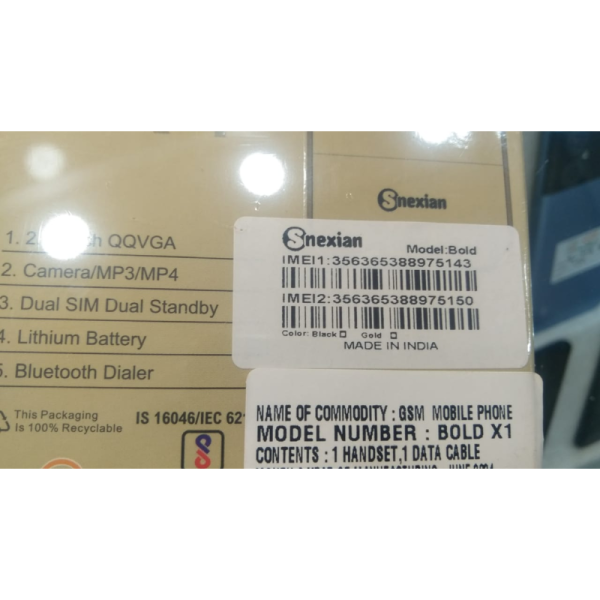 Snexian
1. 2. QQVGA
2. Camera/MP3/MP4
3. Dual SIM Dual Standby
4. Lithium Battery
5. Bluetooth Dialer
This Packaging
Is 100% Recyclable
IS 16046/IEC 621
Snexian
Model:Bold
IMEI1:356365388975143
IMEI2:356365388975150
Color: Black Gold
MADE IN INDIA
NAME OF COMMODITY : GSM MOBILE PHONE
MODEL NUMBER : BOLD X1
CONTENTS : 1 HANDSET,1 DATA CABLE